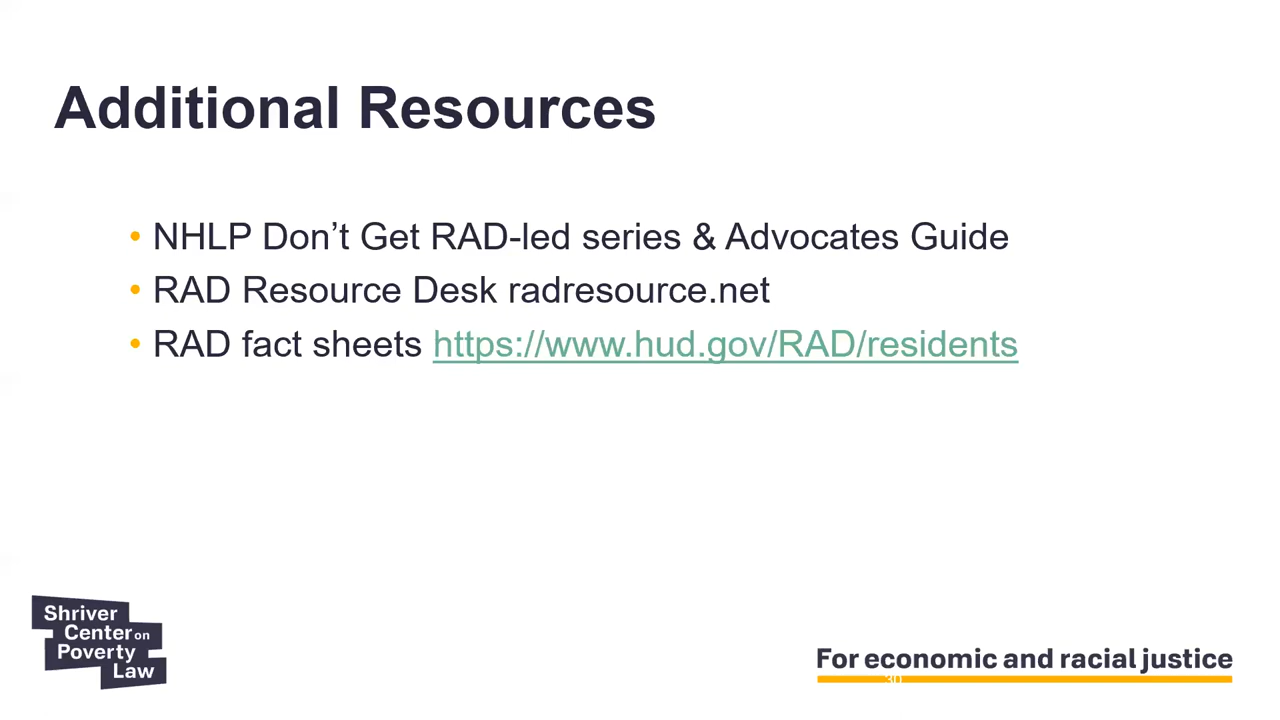 Additional Resources
• NHLP Don’t Get RAD-led series & Advocates Guide
• RAD Resource Desk radresource.net
• RAD fact sheets https://www.hud.gov/RAD/residents
Shriver
Center on
Poverty
Law
For economic and racial justice
30